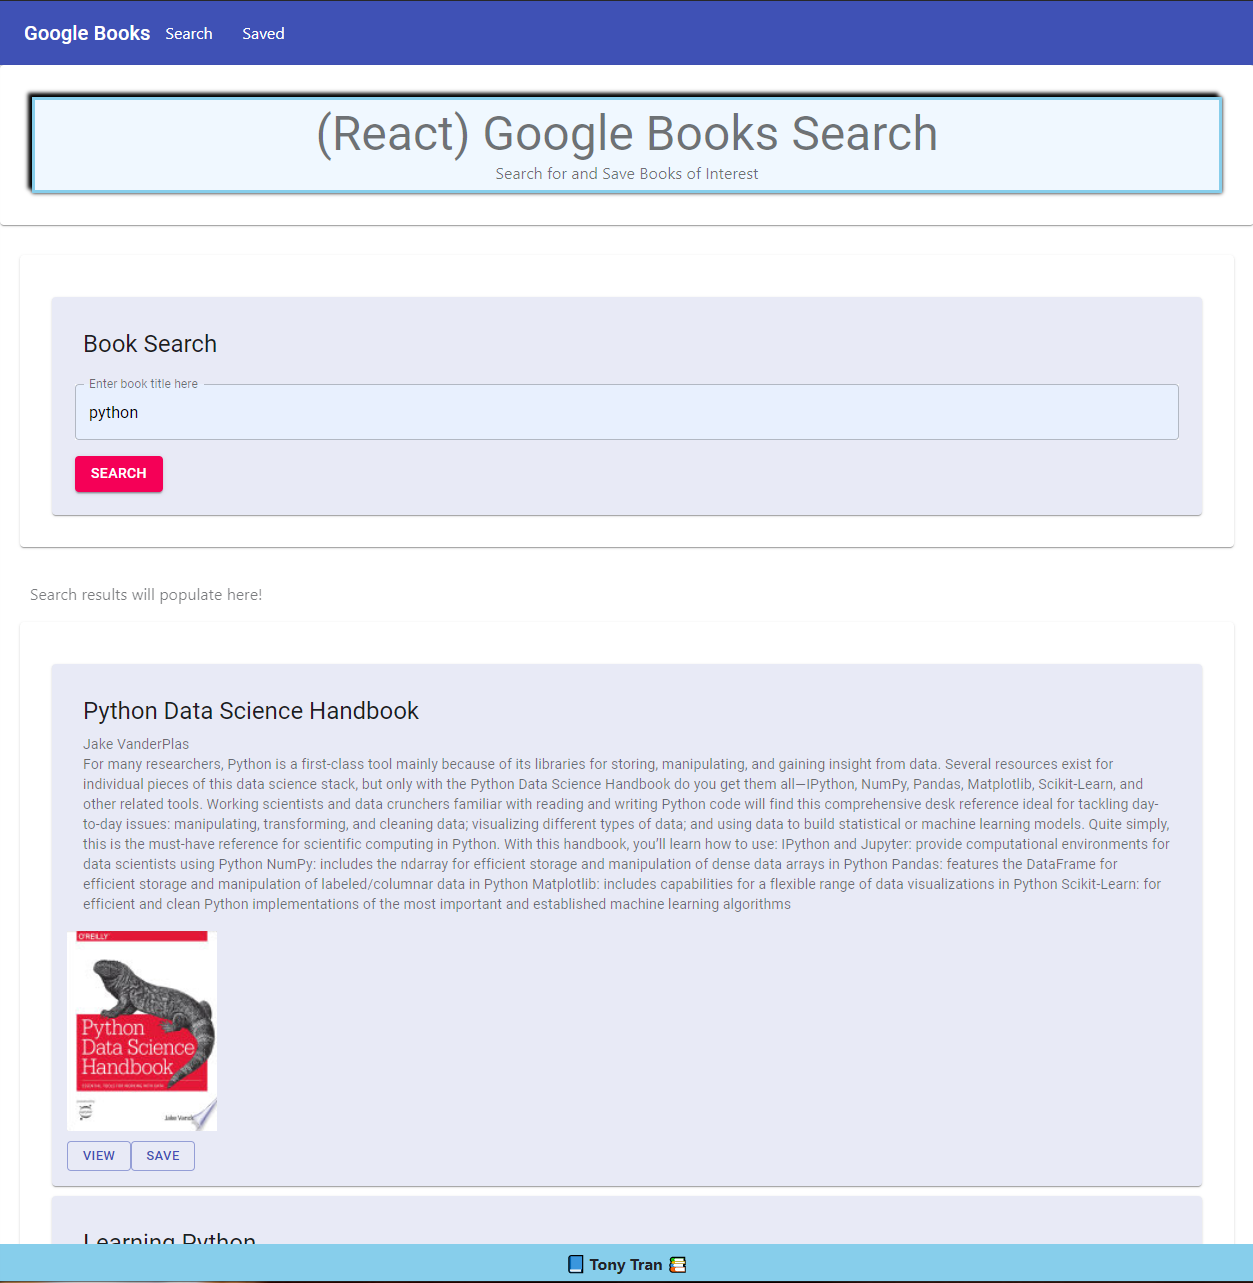 Google Books Search Saved
(React) Google Books Search
Search for and Save Books of Interest
Book Search
Enter book title here
python
SEARCH
Search results will populate here!
Python Data Science Handbook
Jake VanderPlas
For many researchers, Python is a first-class tool mainly because of its libraries for storing, manipulating, and gaining insight from data. Several resources exist for
individual pieces of this data science stack, but only with the Python Data Science Handbook do you get them all—IPython, NumPy, Pandas, Matplotlib, Scikit-Learn, and
other related tools. Working scientists and data crunchers familiar with reading and writing Python code will find this comprehensive desk reference ideal for tackling day-
to-day issues: manipulating, transforming, and cleaning data; visualizing different types of data; and using data to build statistical or machine learning models. Quite simply,
this is the must-have reference for scientific computing in Python. With this handbook, you’ll learn how to use: IPython and Jupyter: provide computational environments for
data scientists using Python NumPy: includes the ndarray for efficient storage and manipulation of dense data arrays in Python Pandas: features the DataFrame for
efficient storage and manipulation of labeled/columnar data in Python Matplotlib: includes capabilities for a flexible range of data visualizations in Python Scikit-Learn: for
efficient and clean Python implementations of the most important and established machine learning algorithms
O'REILLY
Python
Data Science
Handbook
ESSENTIAL TOOLS FOR WORKING WITH DATA
Jake
VIEW SAVE
Learning Python
Tony Tran